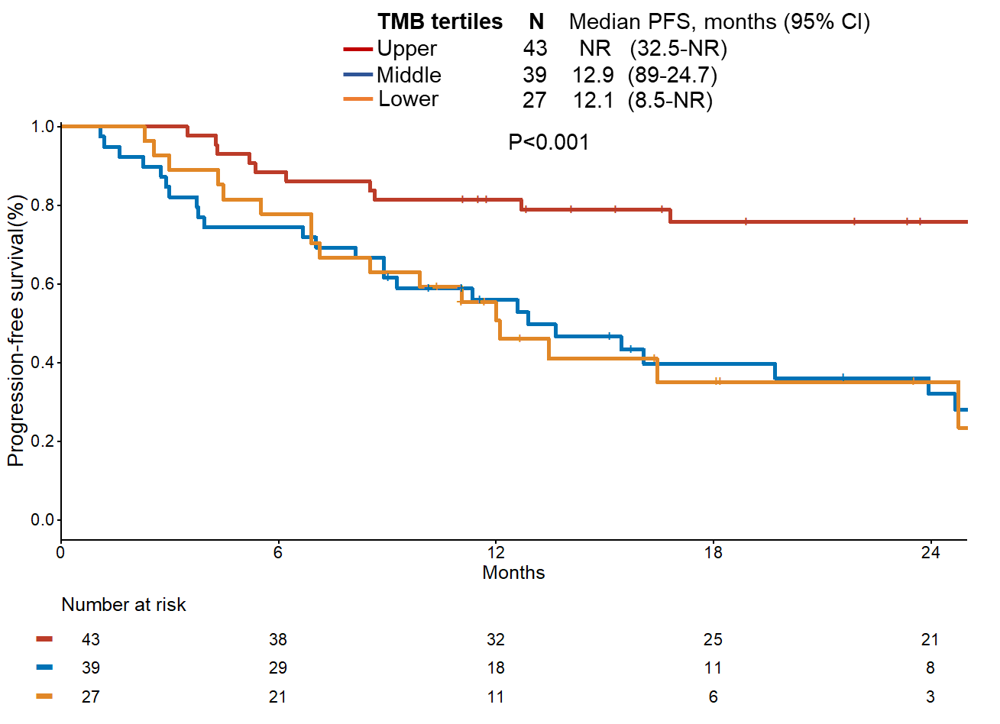 TMB tertiles N Median PFS, months (95% CI)
Upper 43 NR (32.5-NR)
Middle 39 12.9 (89-24.7)
Lower 27 12.1 (8.5-NR)
P<0.001
Progression-free survival(%)
1.0
0.8
0.6
0.4
0.2
0.0
0 6 12 18 24
Months
Number at risk
43 38 32 25 21
39 29 18 11 8
27 21 11 6 3